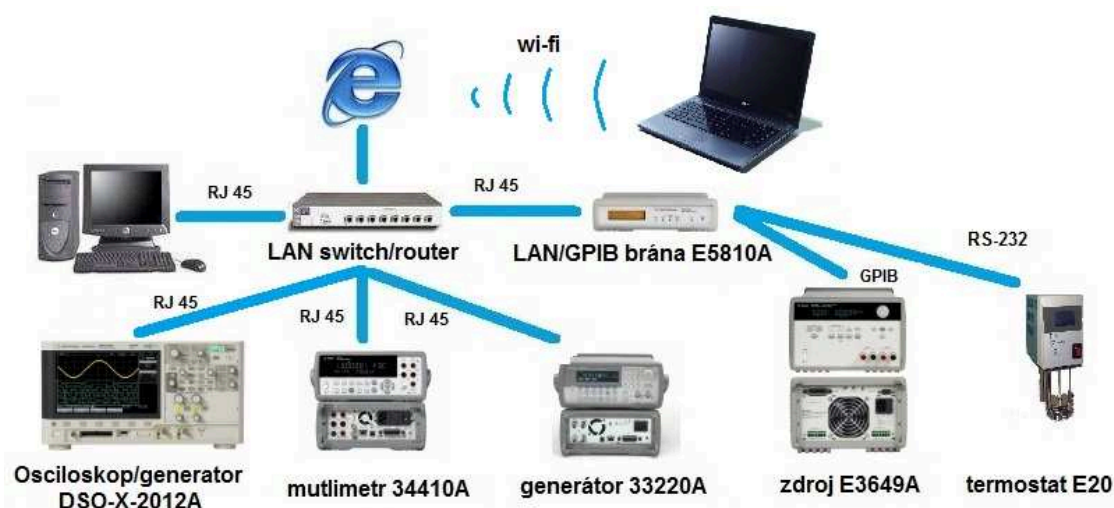 wi-fi
RJ 45
RJ 45
LAN switch/router
LAN/GPIB brána E5810A
RS-232
GPIB
RJ 45
RJ 45
RJ 45
Osciloskop/generator
DSO-X-2012A
mutlimetr 34410A
generátor 33220A
zdroj E3649A
termostat E20